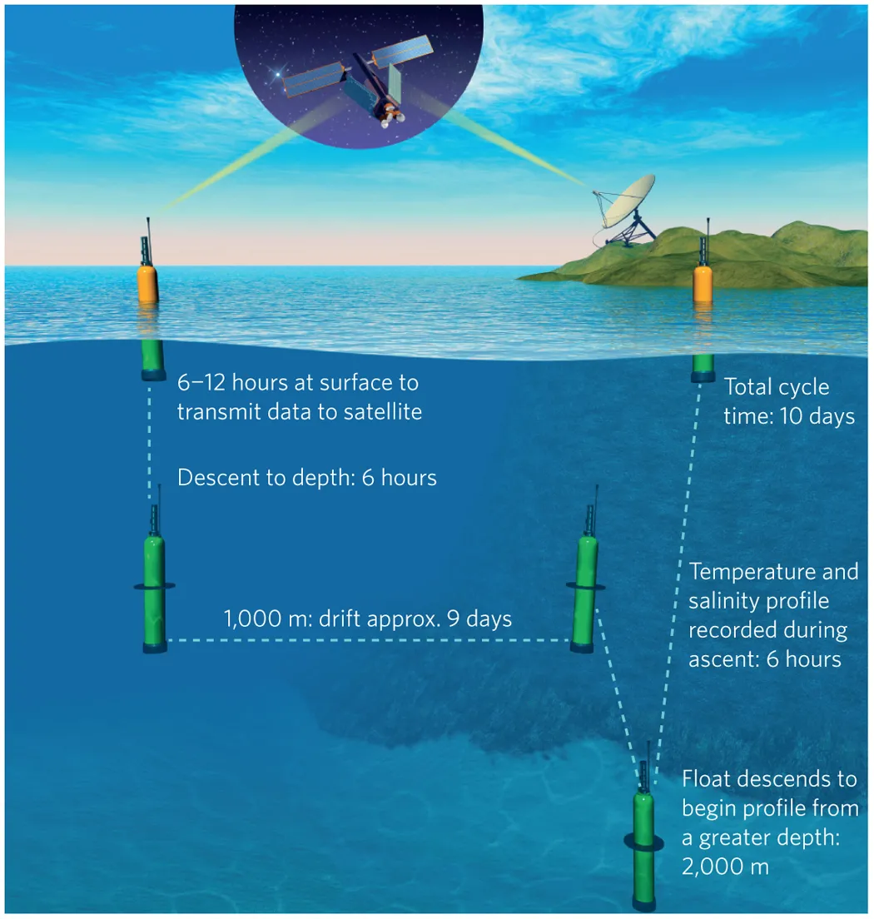 6–12 hours at surface to
transmit data to satellite
Total cycle
time: 10 days
Descent to depth: 6 hours
1,000 m: drift approx. 9 days
Temperature and
salinity profile
recorded during
ascent: 6 hours
Float descends to
begin profile from
a greater depth:
2,000 m